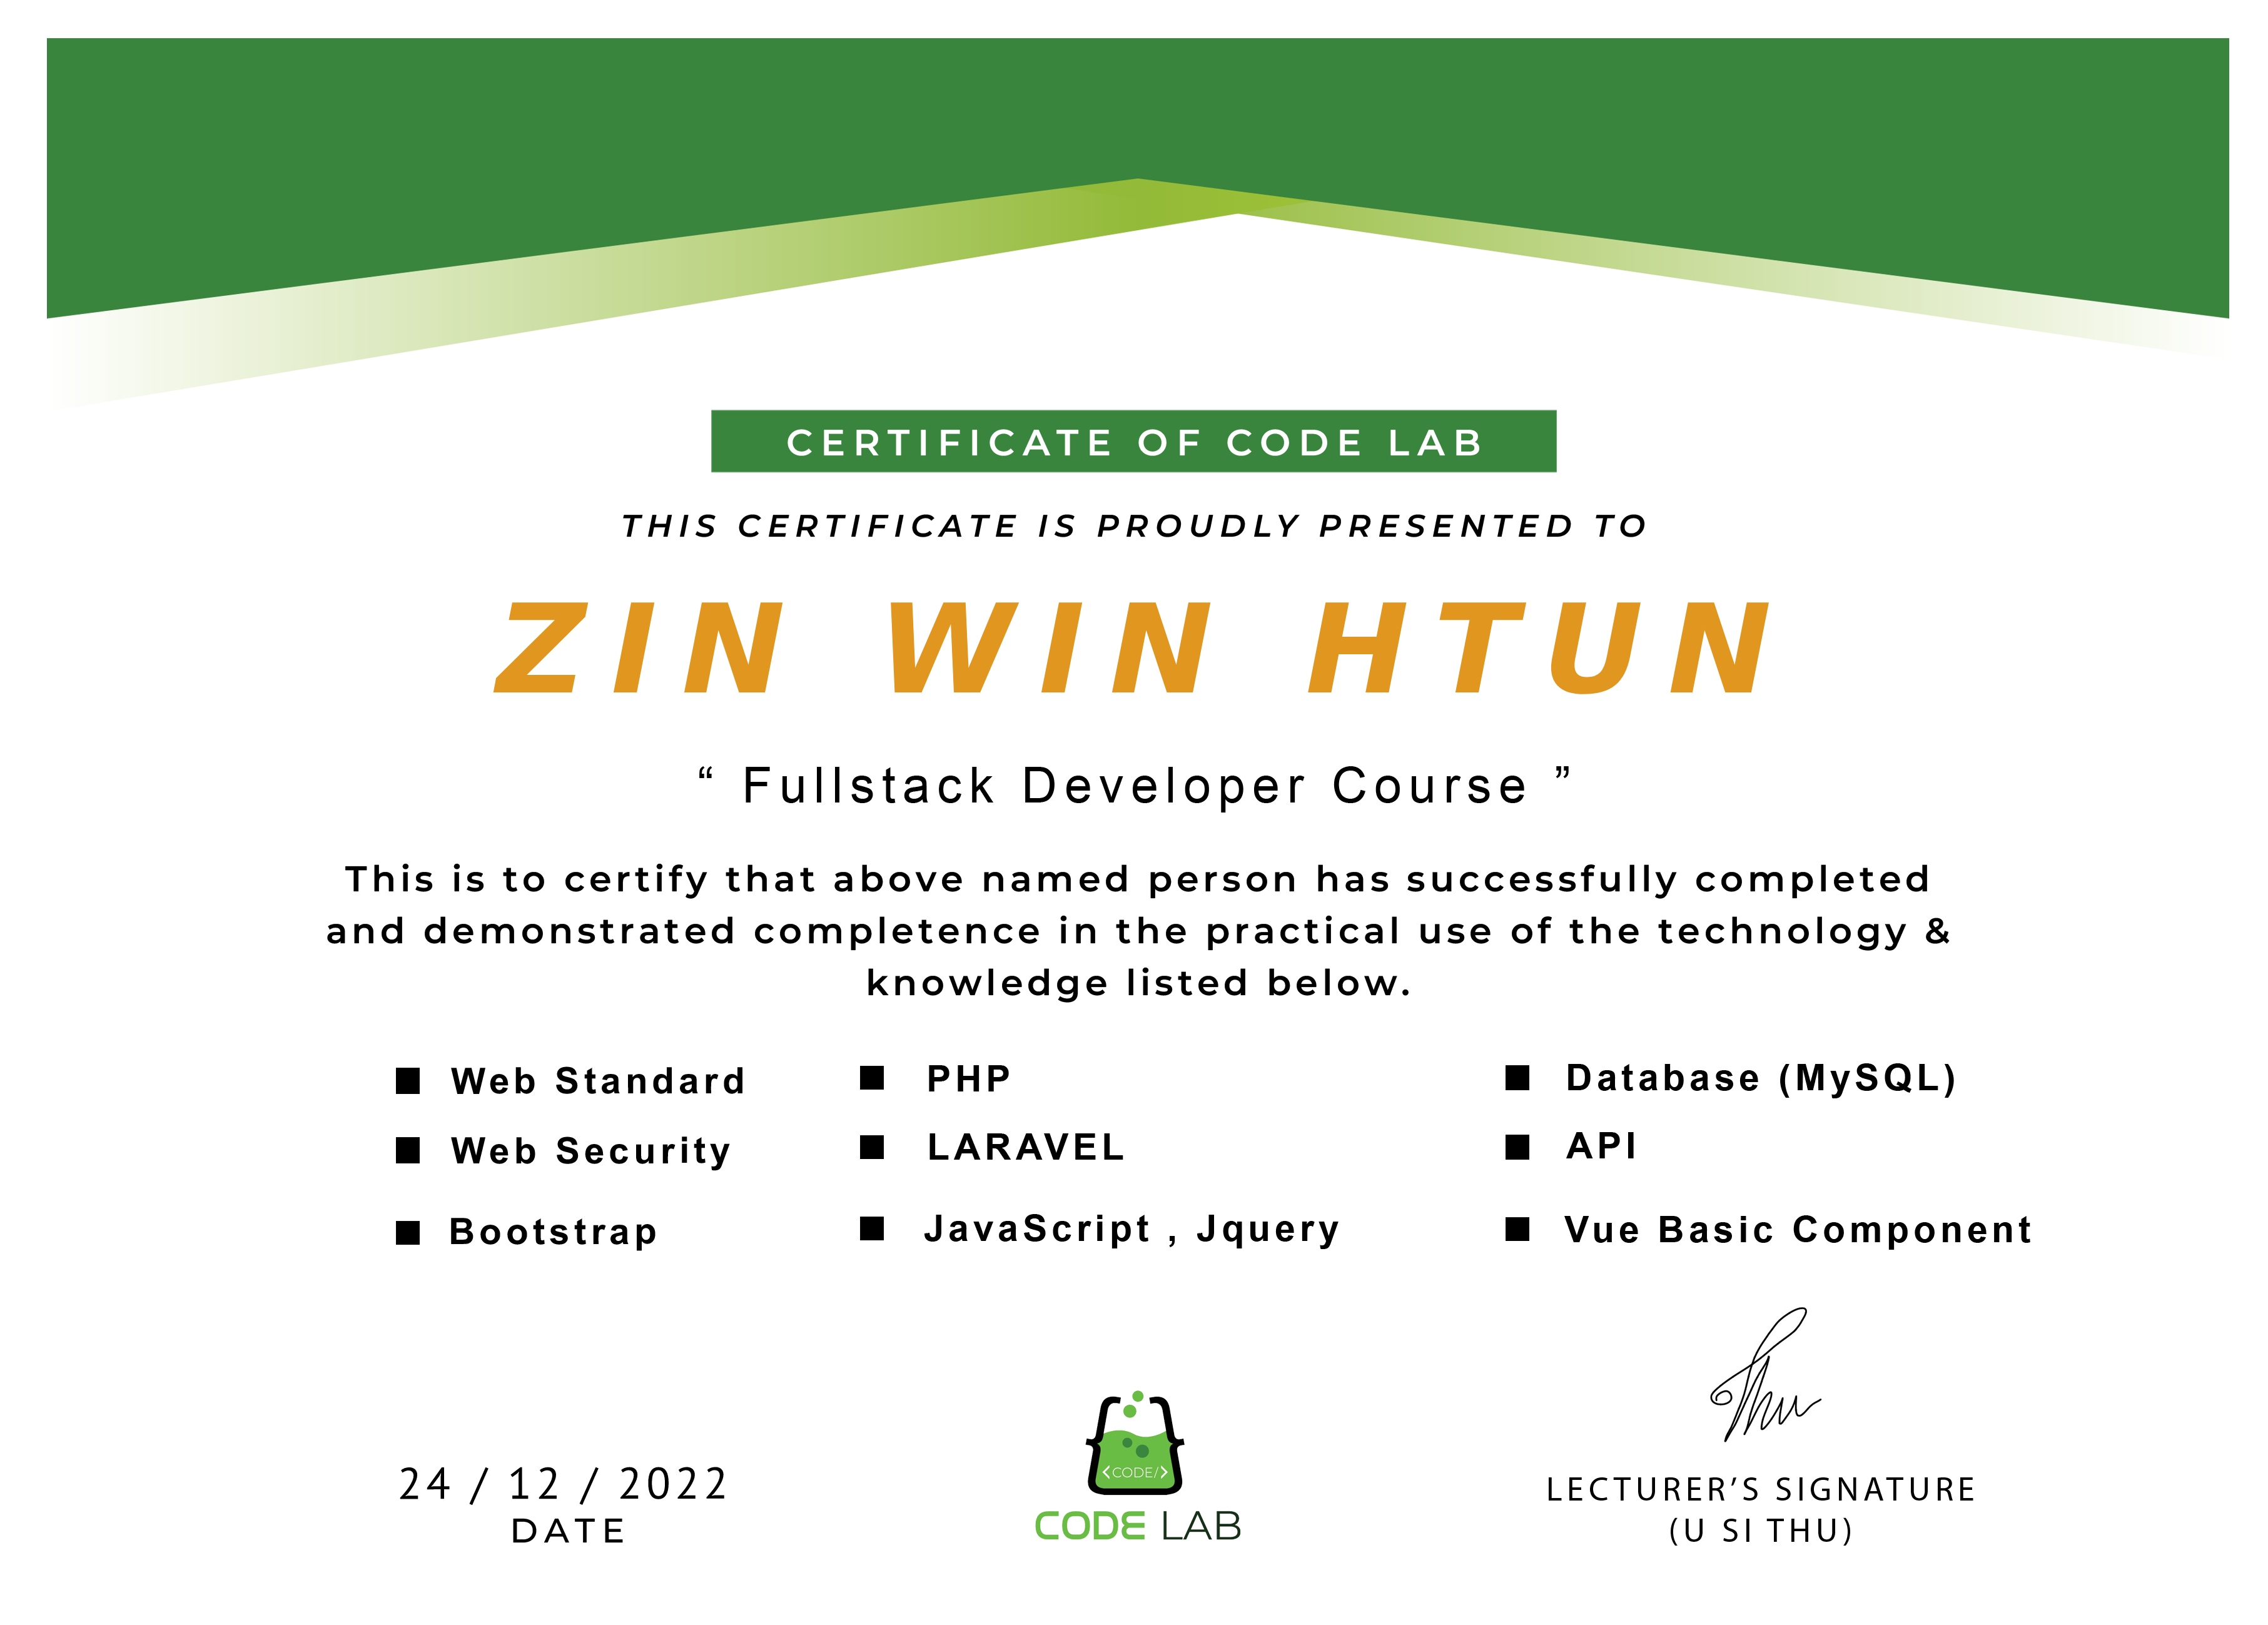 CERTIFICATE OF CODE LAB
THIS CERTIFICATE IS PROUDLY PRESENTED TO
ZIN WIN HTUN
“ Fullstack Developer Course ”
This is to certify that above named person has successfully completed
and demonstrated completence in the practical use of the technology &
knowledge listed below.
■ Web Standard
■ Web Security
■ Bootstrap
■ PHP
■ LARAVEL
■ JavaScript , Jquery
■ Database (MySQL)
■ API
■ Vue Basic Component
24 / 12 / 2022
DATE
<CODE/>
CODE LAB
Thu
LECTURER’S SIGNATURE
(U SI THU)